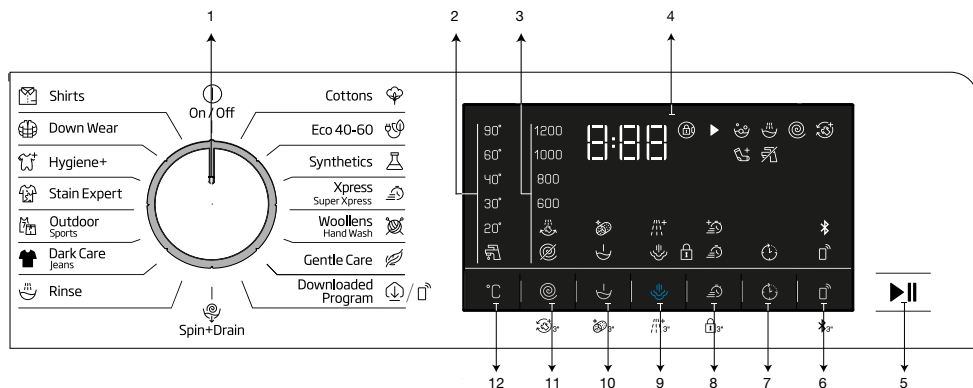 1
2
3
4
Shirts
Down Wear
Hygiene+
Stain Expert
Outdoor
Sports
Dark Care
Jeans
Rinse
On / Off
Spin+Drain
Cottons
Eco 40-60
Synthetics
Xpress
Super Xpress
Woollens
Hand Wash
Gentle Care
Downloaded
Program
/
90°
60°
40°
30°
20°
1200
1000
800
600
8:88
°C
3"
3"
3"
3"
3"
12
11
10
9
8
7
6
5